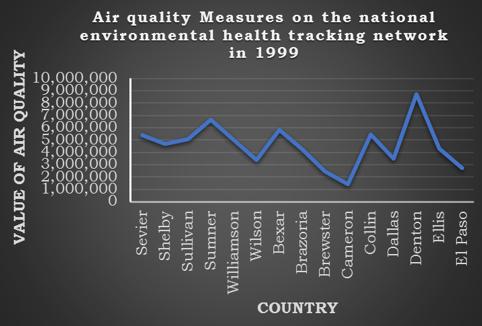 Air quality Measures on the national
environmental health tracking network
in 1999
VALUE OF AIR QUALITY
10,000,000
9,000,000
8,000,000
7,000,000
6,000,000
5,000,000
4,000,000
3,000,000
2,000,000
1,000,000
0
Sevier
Shelby
Sullivan
Sumner
Williamson
Wilson
Bexar
Brazoria
Brewster
Cameron
Collin
Dallas
Denton
Ellis
El Paso
COUNTRY